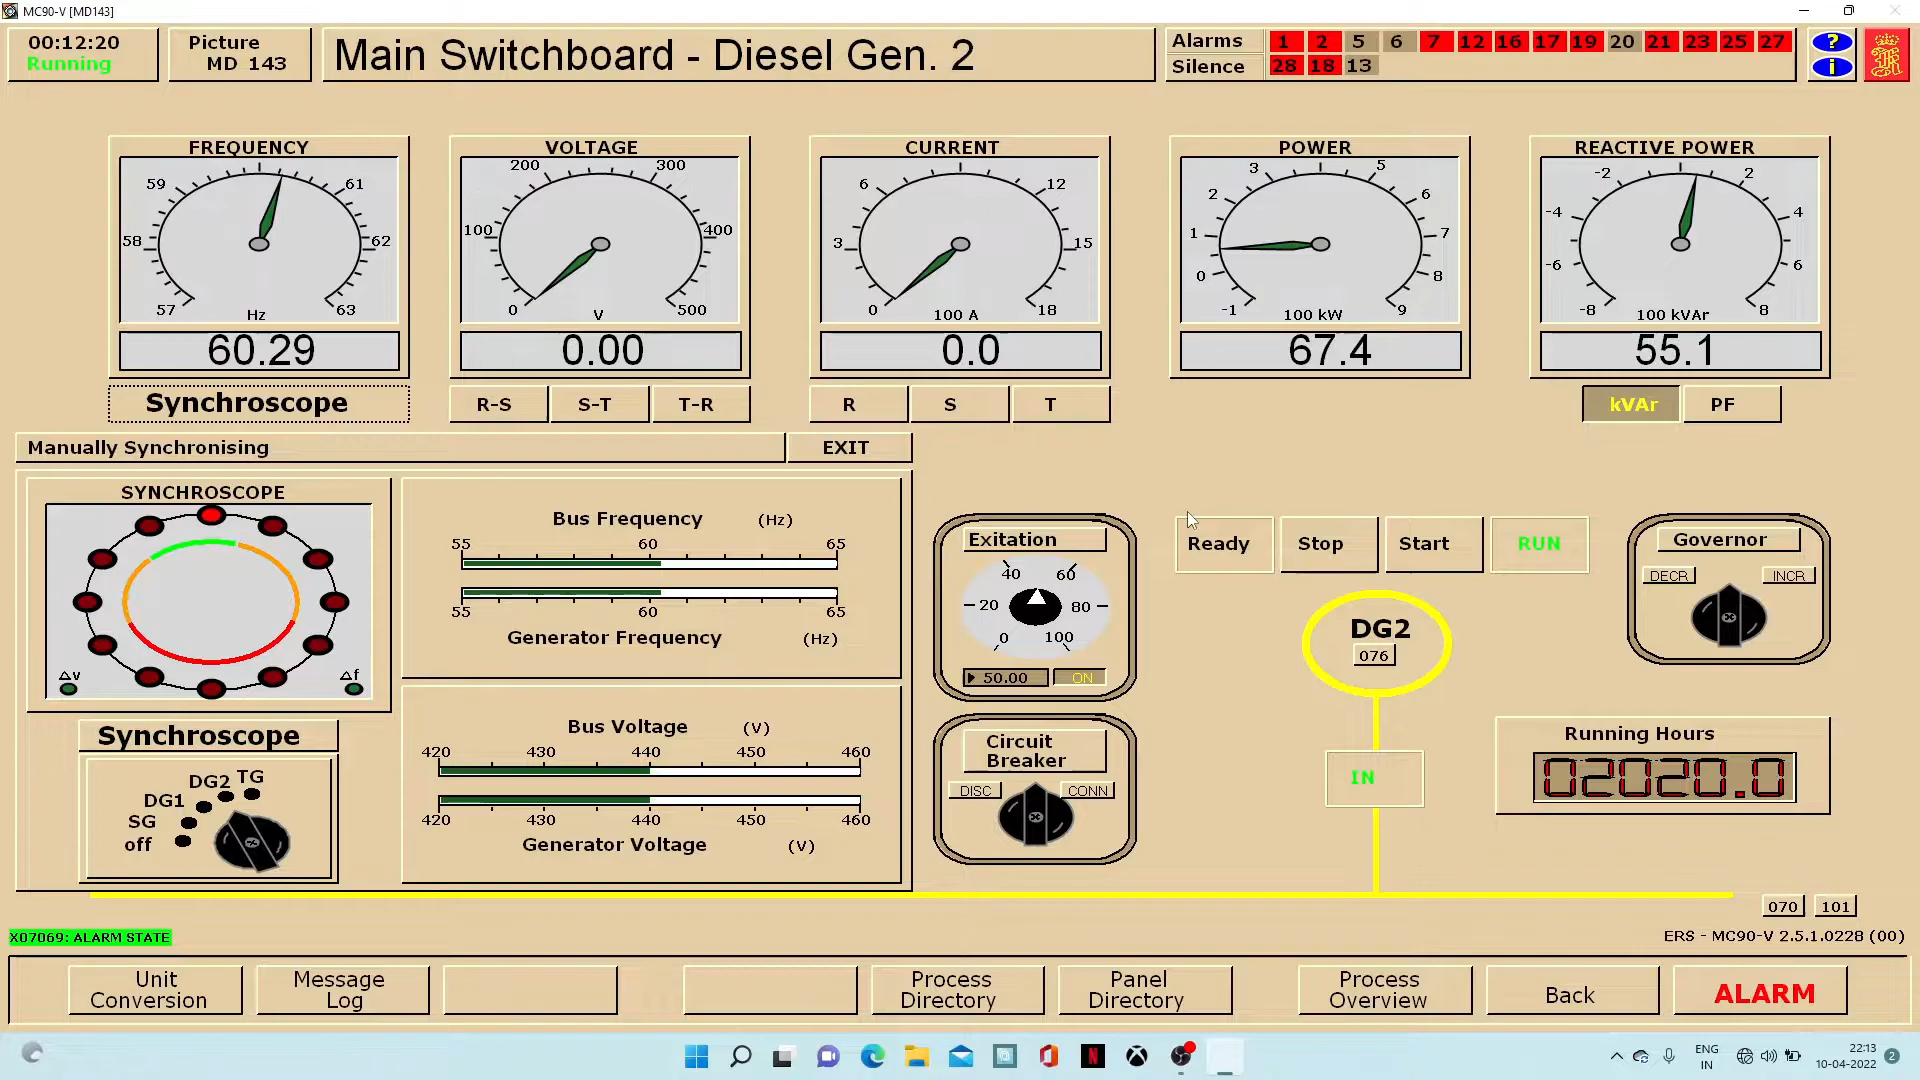 MC90-V [MD143]
00:12:20
Running
Picture
MD 143
Main Switchboard - Diesel Gen. 2
Alarms 1 2 5 6 7 12 16 17 19 20 21 23 25 27
Silence 28 18 13
?
i
FREQUENCY
57 58 59 61 62 63
Hz
60.29
VOLTAGE
0 100 200 300 400 500
V
0.00
CURRENT
0 3 6 12 15 18
100 A
0.0
POWER
-1 0 1 2 3 5 6 7 8 9
100 kW
67.4
REACTIVE POWER
-8 -6 -4 -2 2 4 6 8
100 kVAr
55.1
Synchroscope
R-S S-T T-R
R S T
kVAr PF
Manually Synchronising
EXIT
SYNCHROSCOPE
Δv Δf
Synchroscope
DG2 TG
DG1
SG
off
Bus Frequency (Hz)
55 60 65
55 60 65
Generator Frequency (Hz)
Bus Voltage (V)
420 430 440 450 460
420 430 440 450 460
Generator Voltage (V)
Exitation
40 60
20 80
0 100
50.00 ON
Circuit
Breaker
DISC CONN
Ready Stop Start RUN
DG2
076
IN
Governor
DECR INCR
Running Hours
02020.0
070 101
X07069: ALARM STATE
ERS - MC90-V 2.5.1.0228 (00)
Unit
Conversion
Message
Log
Process
Directory
Panel
Directory
Process
Overview
Back
ALARM
ENG
IN
22:13
10-04-2022
2